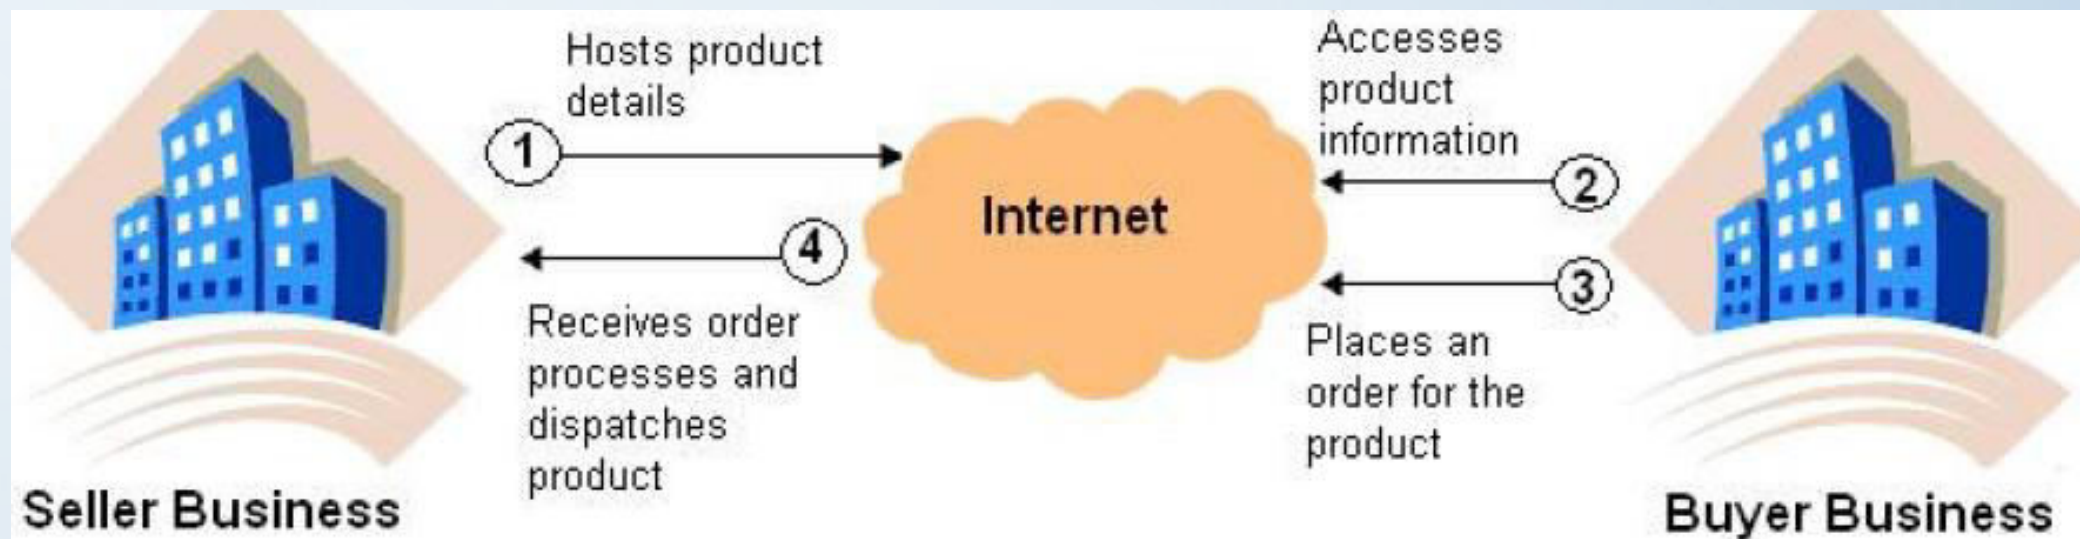 Hosts product
details
1
Accesses
product
information
2
Internet
4
3
Receives order
processes and
dispatches
product
Places an
order for the
product
Seller Business
Buyer Business